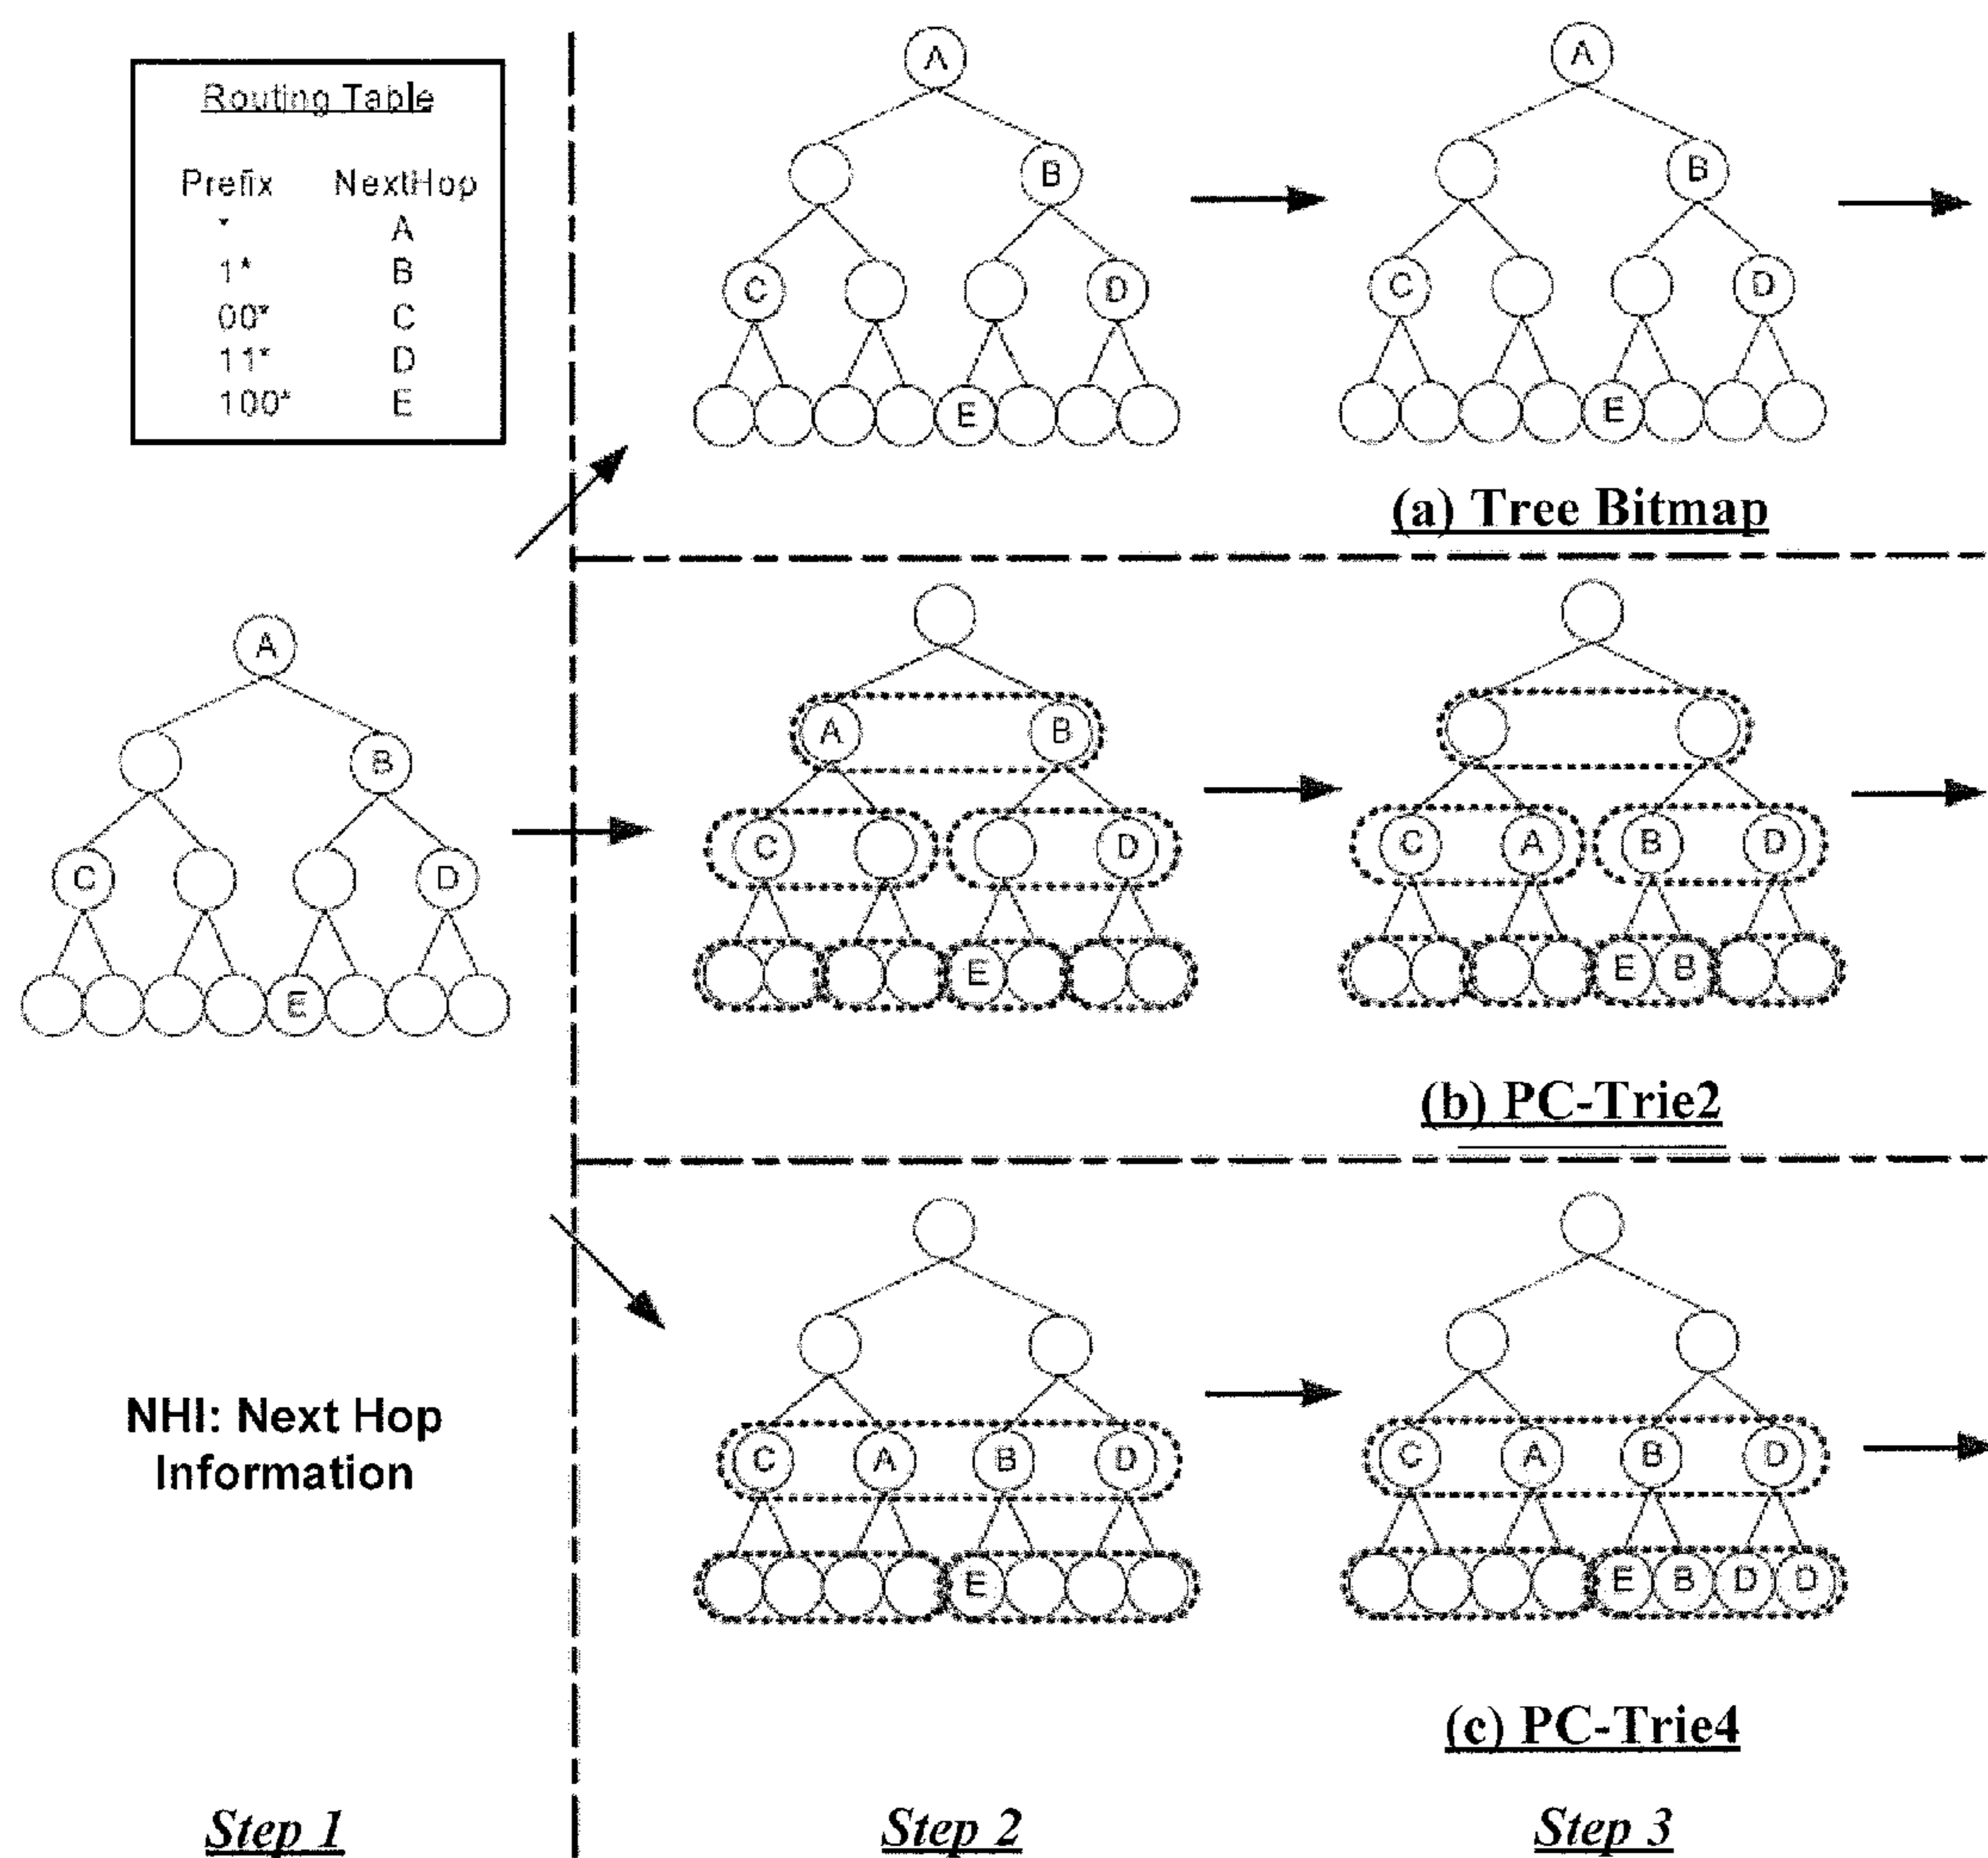 Routing Table
Prefix NextHop
* A
1* B
00* C
11* D
100* E
A
B
C D
E
A
B
C D
E
A
B
C D
E
(a) Tree Bitmap
A B
C D
E
C A B D
E B
(b) PC-Trie2
C A B D
E
C A B D
E B D D
(c) PC-Trie4
NHI: Next Hop
Information
Step 1
Step 2
Step 3